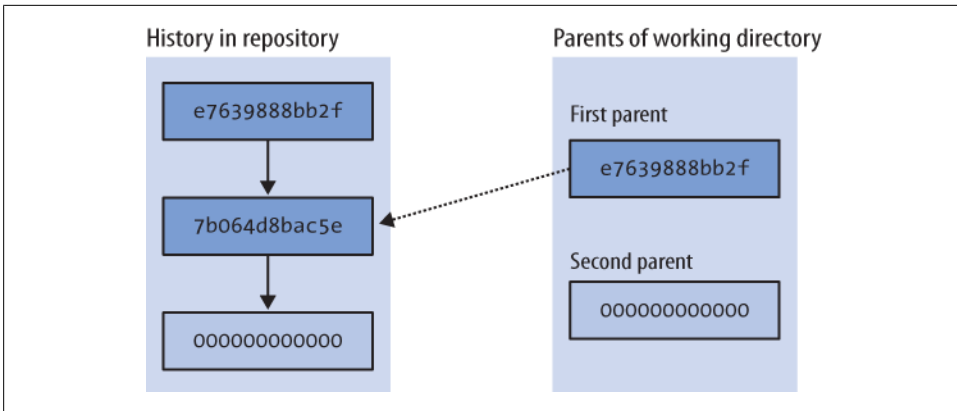 History in repository
e7639888bb2f
7b064d8bac5e
000000000000
Parents of working directory
First parent
e7639888bb2f
Second parent
000000000000